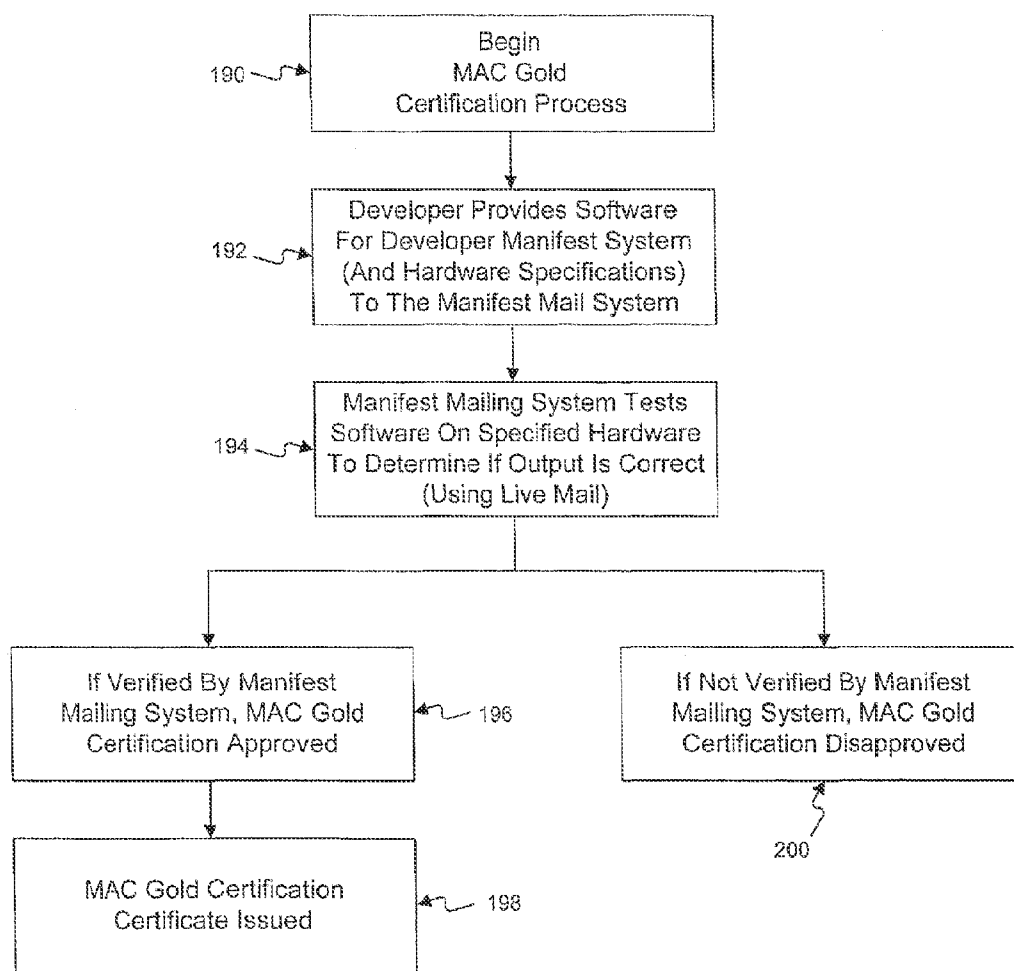 Begin
MAC Gold
Certification Process
190
Developer Provides Software
For Developer Manifest System
(And Hardware Specifications)
To The Manifest Mail System
192
Manifest Mailing System Tests
Software On Specified Hardware
To Determine If Output Is Correct
(Using Live Mail)
194
If Verified By Manifest
Mailing System, MAC Gold
Certification Approved
196
If Not Verified By Manifest
Mailing System, MAC Gold
Certification Disapproved
200
MAC Gold Certification
Certificate Issued
198